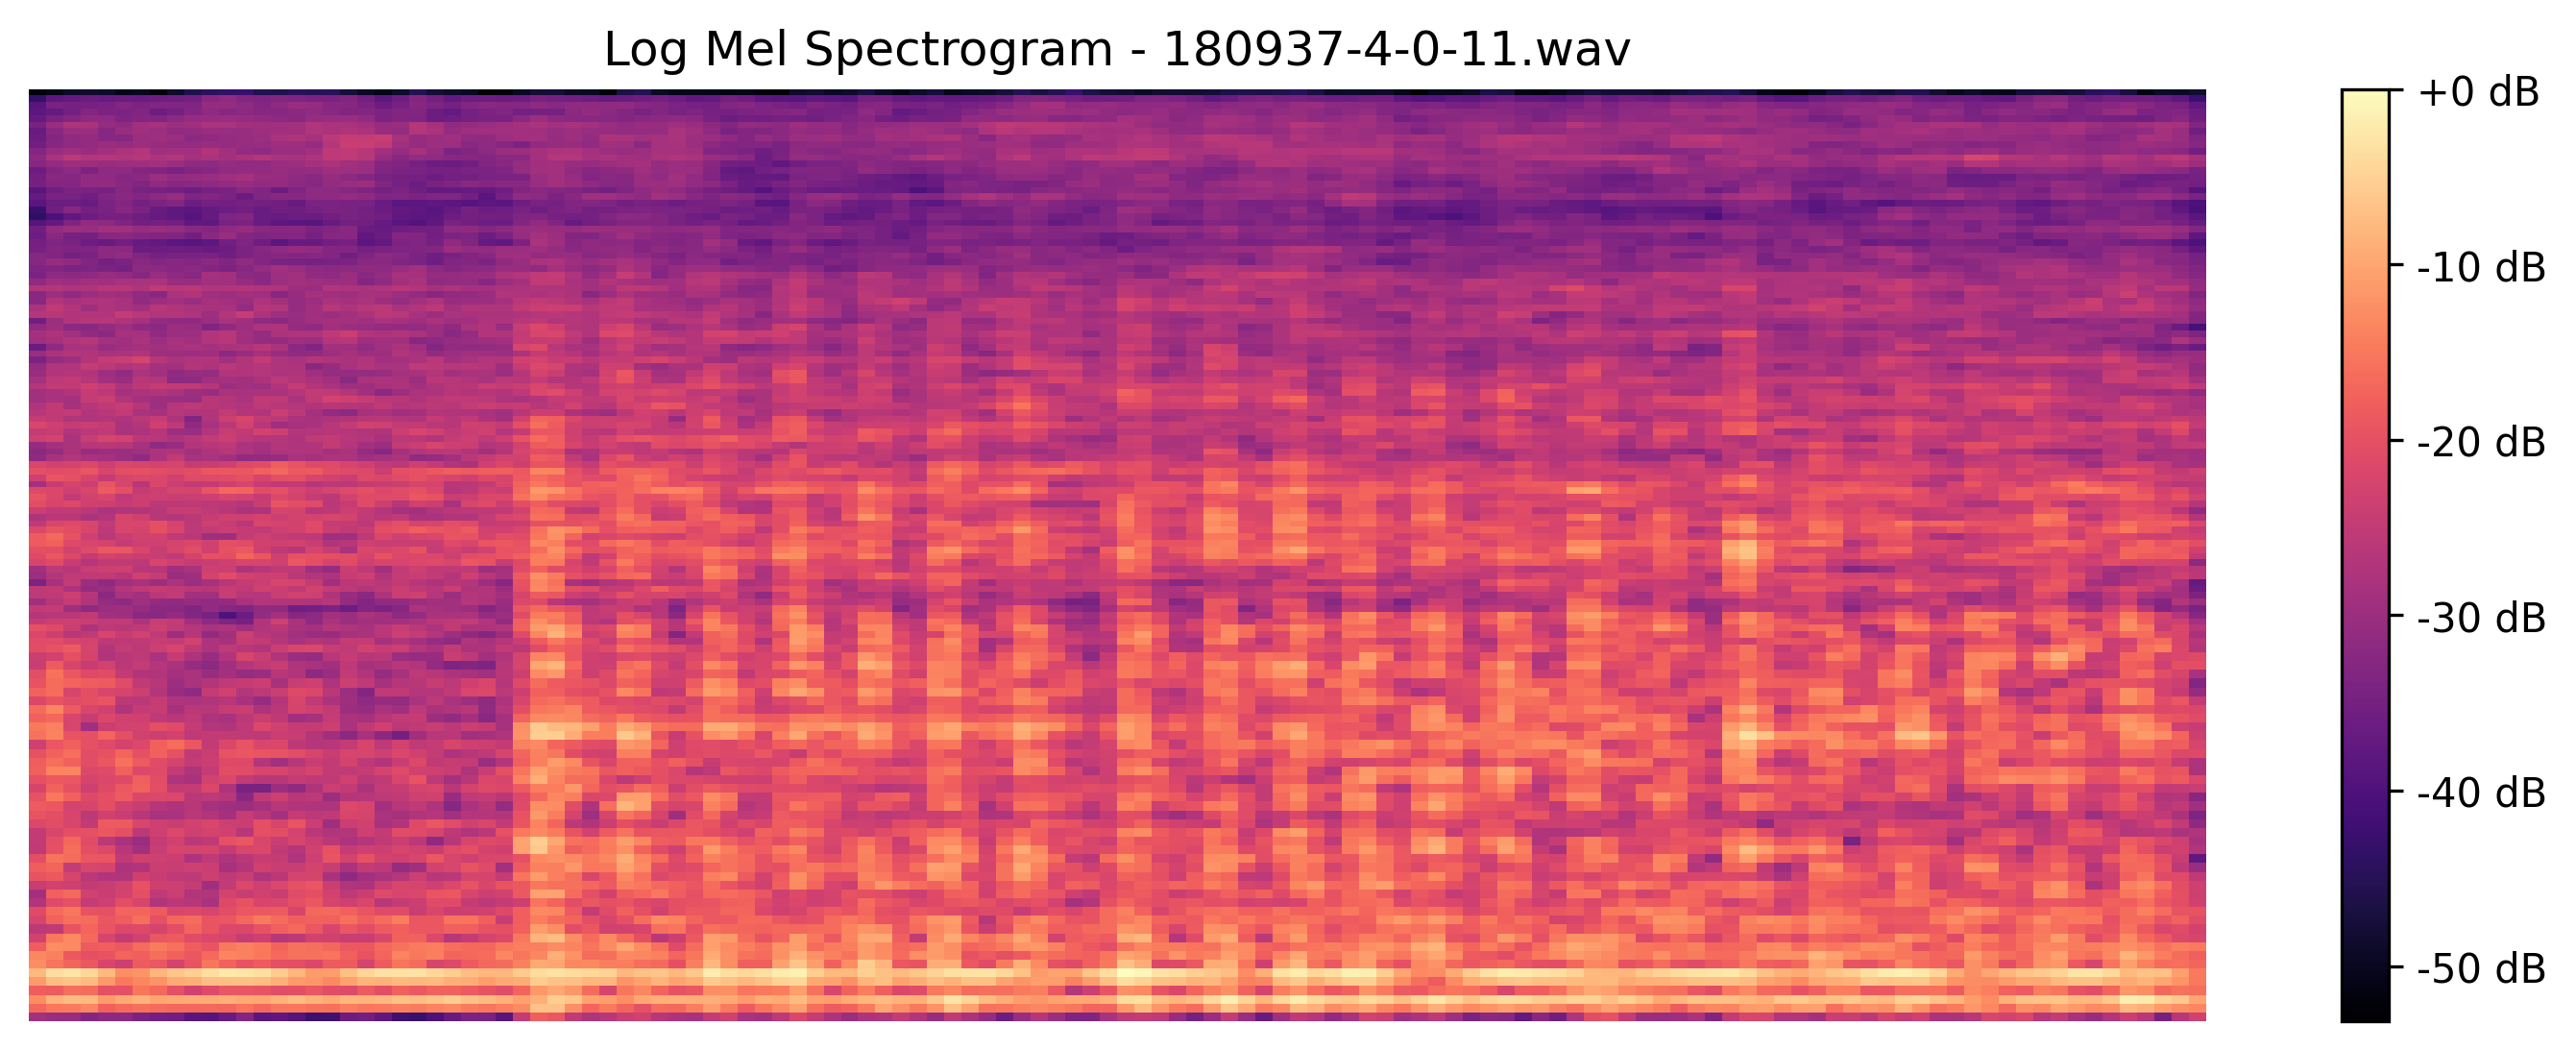 Log Mel Spectrogram - 180937-4-0-11.wav
+0 dB
-10 dB
-20 dB
-30 dB
-40 dB
-50 dB